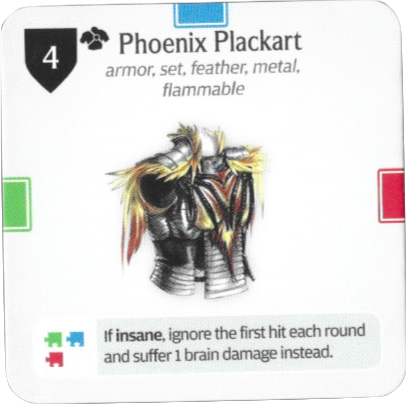 4
Phoenix Plackart
armor, set, feather, metal,
flammable
If insane, ignore the first hit each round
and suffer 1 brain damage instead.